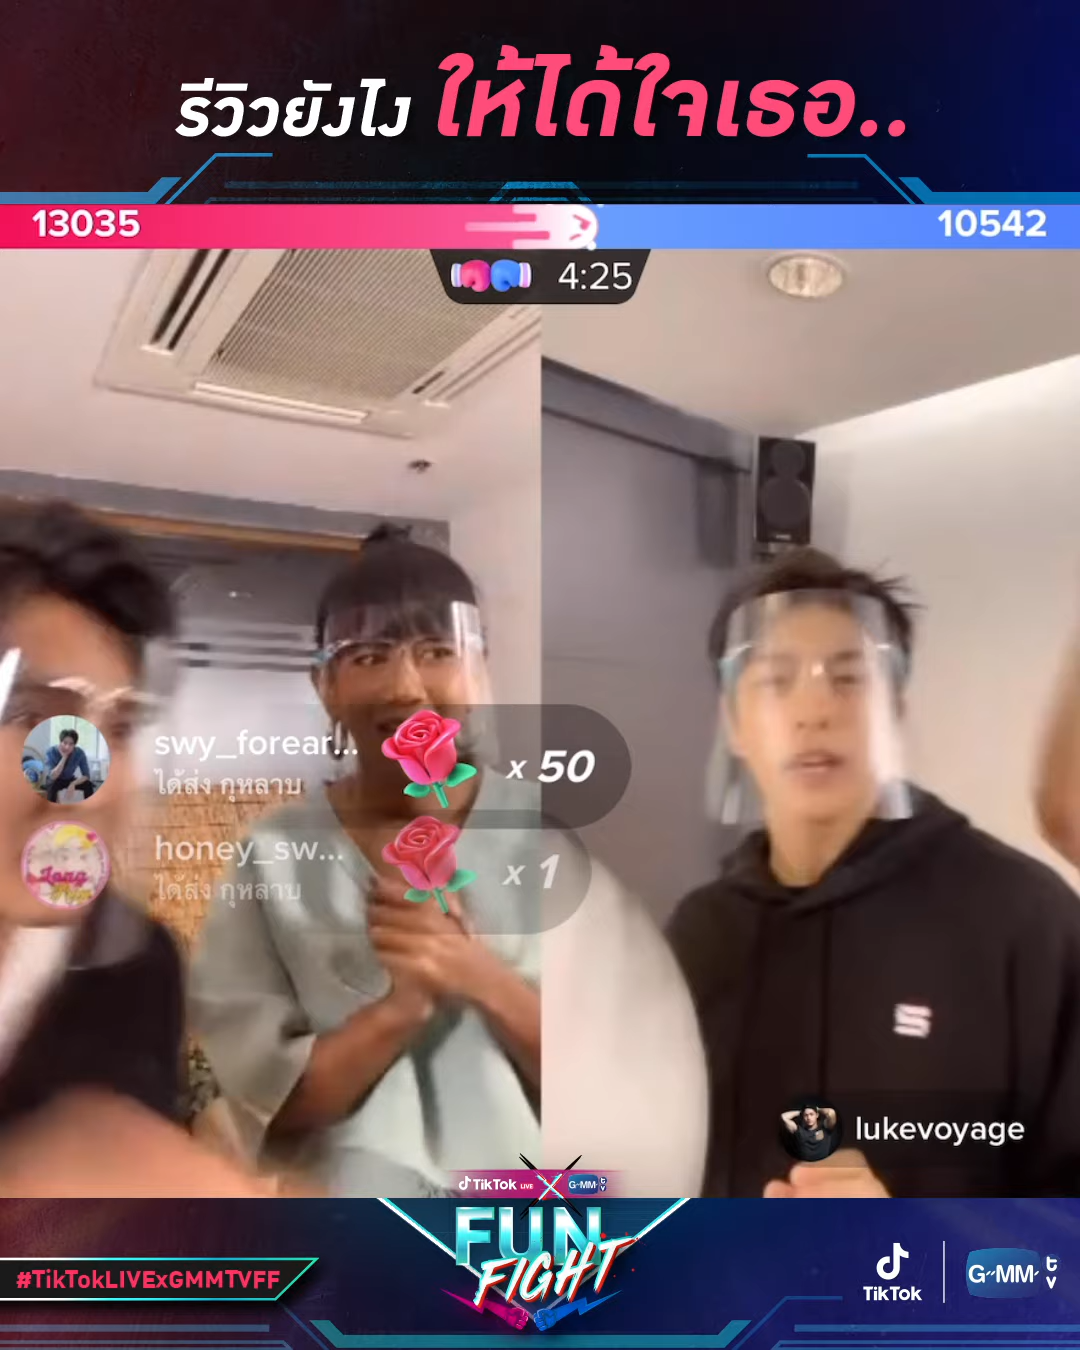 รีวิวยังไง ให้ได้ใจเธอ..
13035
10542
4:25
swy_forear...
ได้ส่ง กุหลาบ
x 50
honey_sw...
ได้ส่ง กุหลาบ
x 1
S
lukevoyage
TikTok LIVE X GMM tv
FUN
FIGHT
#TikTokLIVExGMMTVFF
TikTok
GMM tv